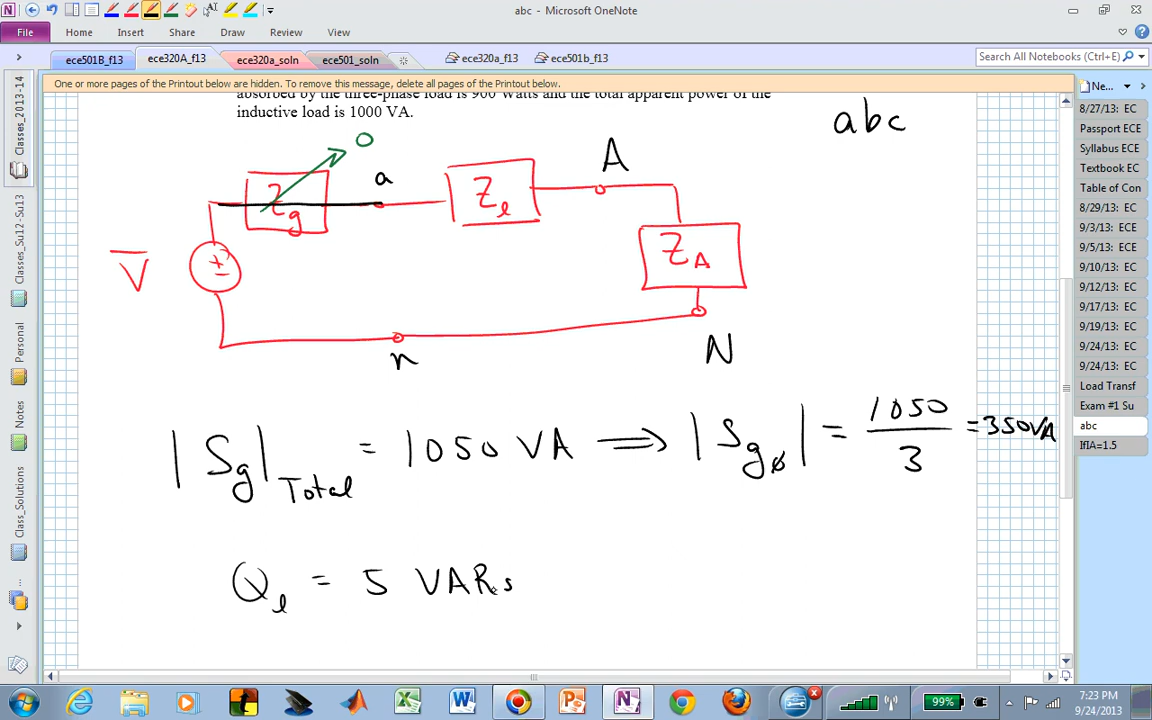 abc - Microsoft OneNote
File Home Insert Share Draw Review View
ece501B_f13 ece320A_f13 ece320a_soln ece501_soln ece320a_f13 ece501b_f13
Search All Notebooks (Ctrl+E)
One or more pages of the Printout below are hidden. To remove this message, delete all pages of the Printout below.
Classes_2013-14
Classes_Su12-Su13
Personal
Notes
Class_Solutions
absorbed by the three-phase load is 900 Watts and the total apparent power of the
inductive load is 1000 VA.
abc
0
a
A
Zg
Zl
ZA
V
+
n
N
|Sg|Total = 1050 VA ⟹ |Sgø| = 1050/3 = 350VA
Ql = 5 VARs
Ne...
8/27/13: EC
Passport ECE
Syllabus ECE
Textbook EC
Table of Con
8/29/13: EC
9/3/13: ECE
9/5/13: ECE
9/10/13: EC
9/12/13: EC
9/17/13: EC
9/19/13: EC
9/24/13: EC
9/24/13: EC
Load Transf
Exam #1 Su
abc
IfIA=1.5
99%
7:23 PM
9/24/2013